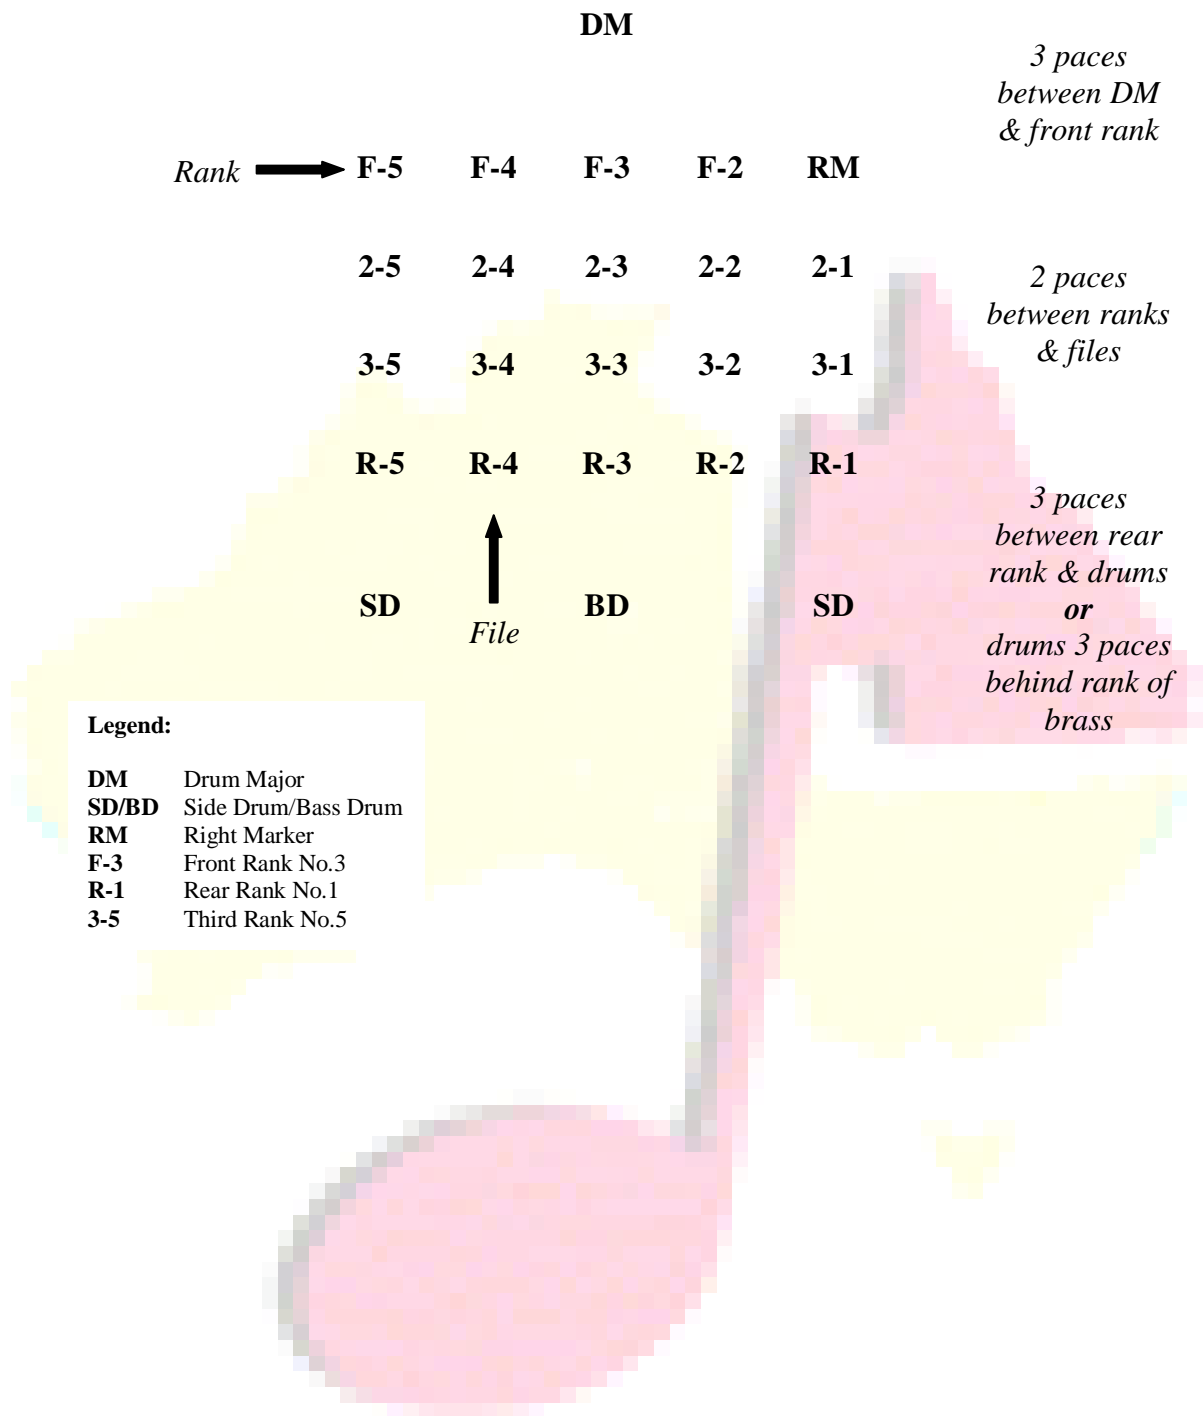 DM
3 paces
between DM
& front rank
Rank F-5 F-4 F-3 F-2 RM
2-5 2-4 2-3 2-2 2-1
2 paces
between ranks
& files
3-5 3-4 3-3 3-2 3-1
R-5 R-4 R-3 R-2 R-1
3 paces
between rear
rank & drums
or
drums 3 paces
behind rank of
brass
SD BD SD
File
Legend:
DM Drum Major
SD/BD Side Drum/Bass Drum
RM Right Marker
F-3 Front Rank No.3
R-1 Rear Rank No.1
3-5 Third Rank No.5